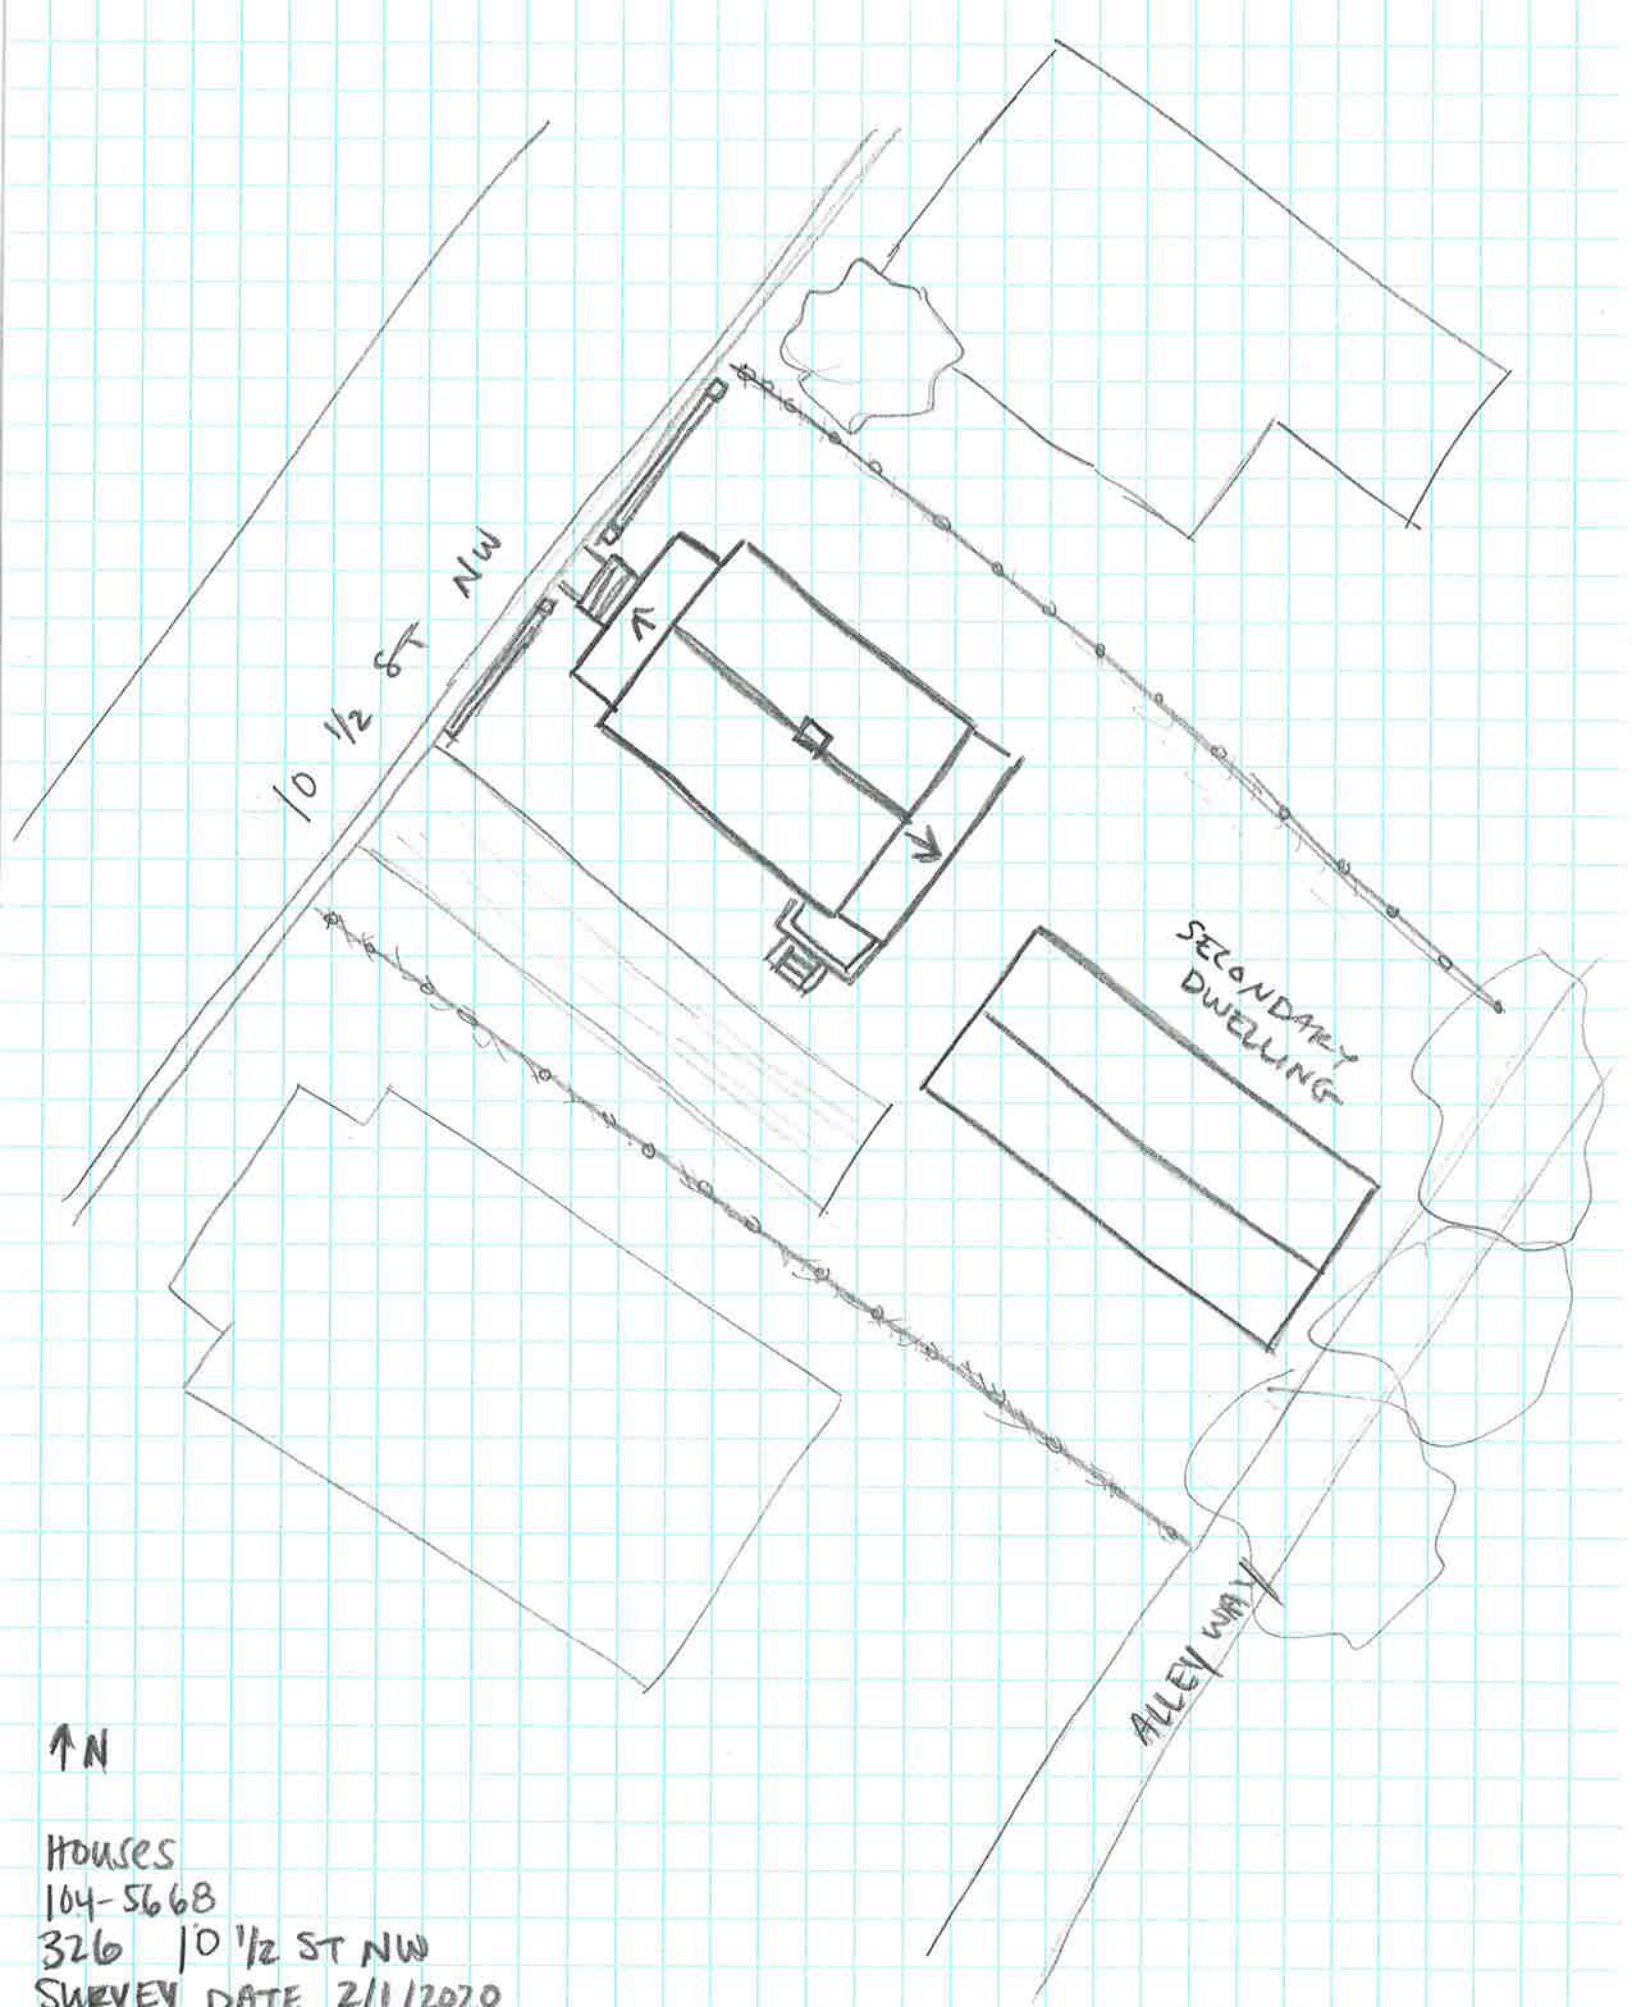 10 1/2 ST NW
SECONDARY
DWELLING
ALLEY WAY
↑N
Houses
104-5668
326 10 1/2 ST NW
SURVEY DATE 2/1/2020